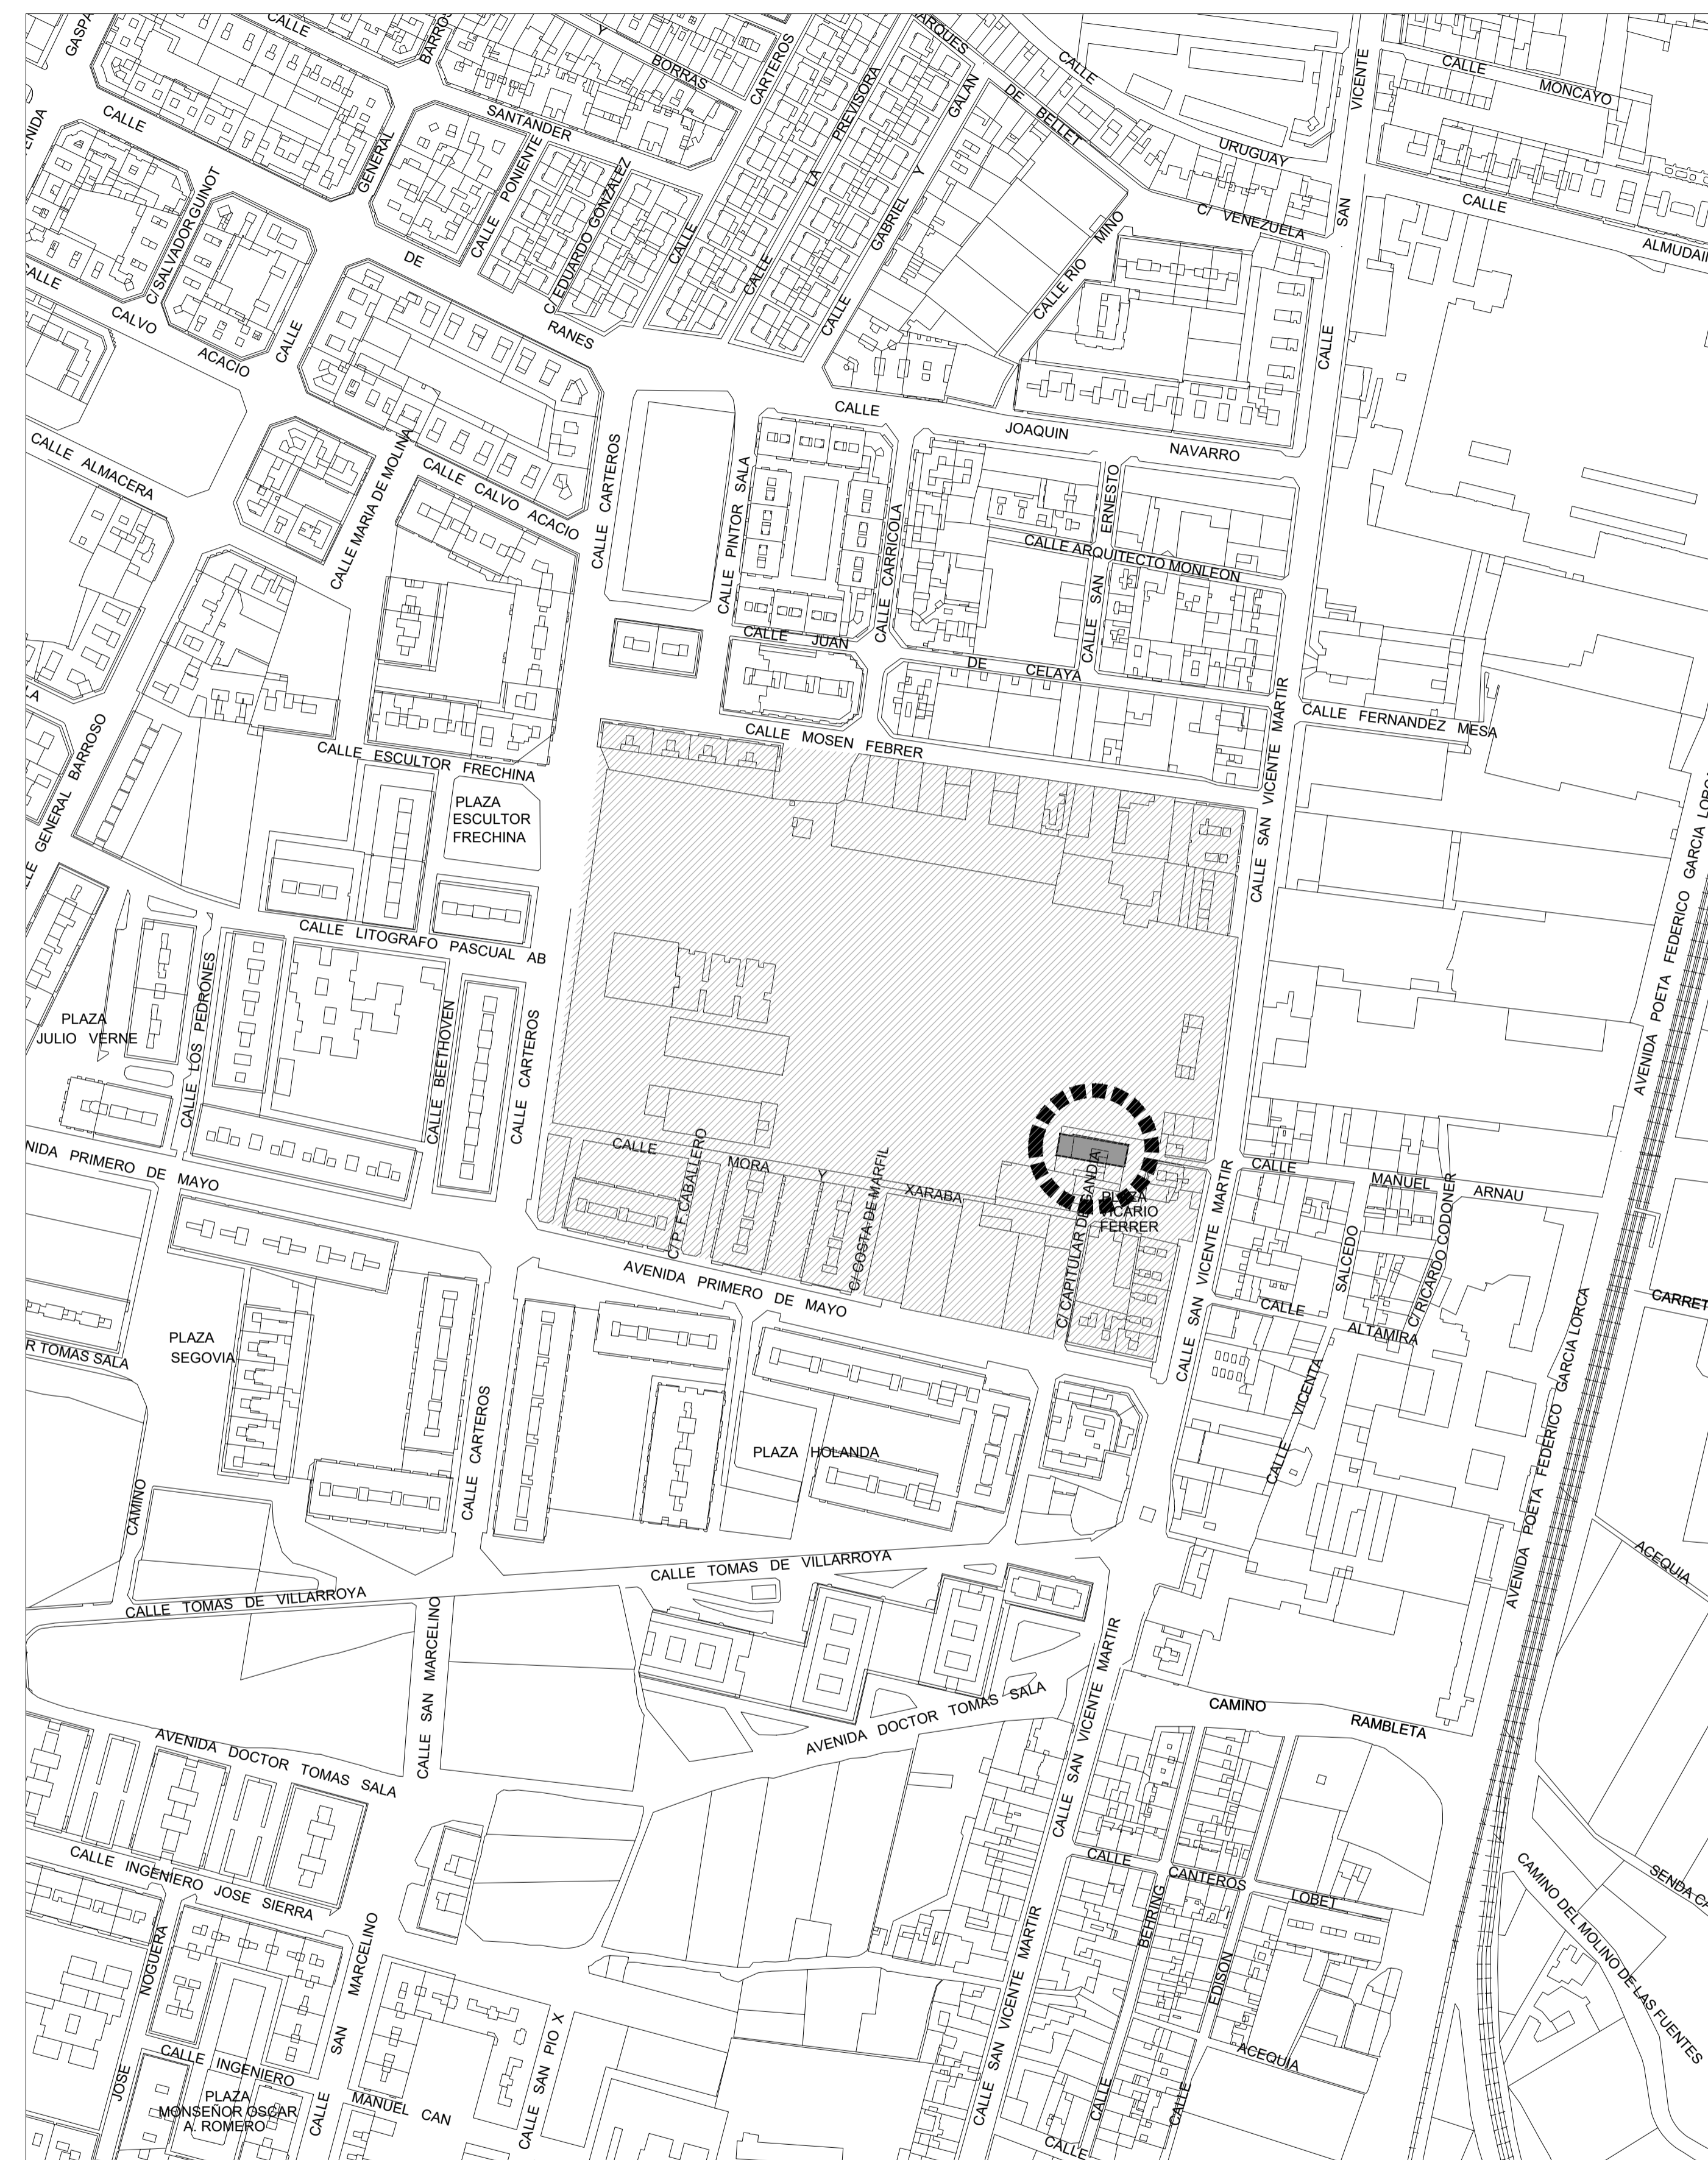 CALLE
BARROS
Y
BORRAS
CARTEROS
SANTANDER
CALLE
GENERAL
CALLE PONIENTE
C/ EDUARDO GONZALEZ
CALLE
LA
PREVISORA
CALLE
GABRIEL Y
GALAN
CALLE
DE BELLET
CALLE
URUGUAY
C/ VENEZUELA
CALLE RIO
MIÑO
VICENTE
SAN
CALLE
CALLE
MONCAYO
CALLE
C/SALVADOR GUINOT
DE
RANES
CALVO
ACACIO
CALLE
CALLE ALMACERA
CALLE MARIA DE MOLINA
CALLE CALVO ACACIO
CALLE CARTEROS
CALLE PINTOR SALA
CALLE
JOAQUIN
NAVARRO
CALLE CARRICOLA
ERNESTO
SAN
CALLE
CALLE ARQUITECTO MONLEON
CALLE JUAN
DE CELAYA
CALLE MOSEN FEBRER
CALLE SAN VICENTE MARTIR
CALLE FERNANDEZ MESA
GENERAL BARROSO
CALLE ESCULTOR FRECHINA
PLAZA
ESCULTOR
FRECHINA
CALLE LITOGRAFO PASCUAL AB
PLAZA
JULIO VERNE
CALLE LOS PEDRONES
CALLE BEETHOVEN
CALLE CARTEROS
AVENIDA POETA FEDERICO GARCIA LORCA
PRIMERO DE MAYO
CALLE
MORA
Y
XARABA
C/ P. F. CABALLERO
C/ COSTA DE MARFIL
C/ CAPITULAR DE GANDIA
PLAZA
VICARIO
FERRER
CALLE
MANUEL
ARNAU
CALLE SAN VICENTE MARTIR
SALCEDO
C/ RICARDO CODOÑER
CALLE
ALTAMIRA
AVENIDA PRIMERO DE MAYO
PLAZA
SEGOVIA
TOMAS SALA
CALLE CARTEROS
PLAZA HOLANDA
CALLE
VICENTA
AVENIDA POETA FEDERICO GARCIA LORCA
CAMINO
CALLE TOMAS DE VILLARROYA
CALLE TOMAS DE VILLARROYA
ACEQUIA
CALLE SAN MARCELINO
AVENIDA DOCTOR TOMAS SALA
AVENIDA DOCTOR TOMAS SALA
CALLE SAN VICENTE MARTIR
CAMINO
RAMBLETA
CALLE INGENIERO JOSE SIERRA
CALLE
CANTEROS
LOBET
CAMINO DEL MOLINO DE LAS FUENTES
NOGUERA
JOSE
MARCELINO
SAN
CALLE
CALLE SAN VICENTE MARTIR
BEHRING
CALLE
EDISON
CALLE
ACEQUIA
CALLE INGENIERO
MANUEL CAN
CALLE SAN PIO X
PLAZA
MONSEÑOR OSCAR
A. ROMERO
CALLE